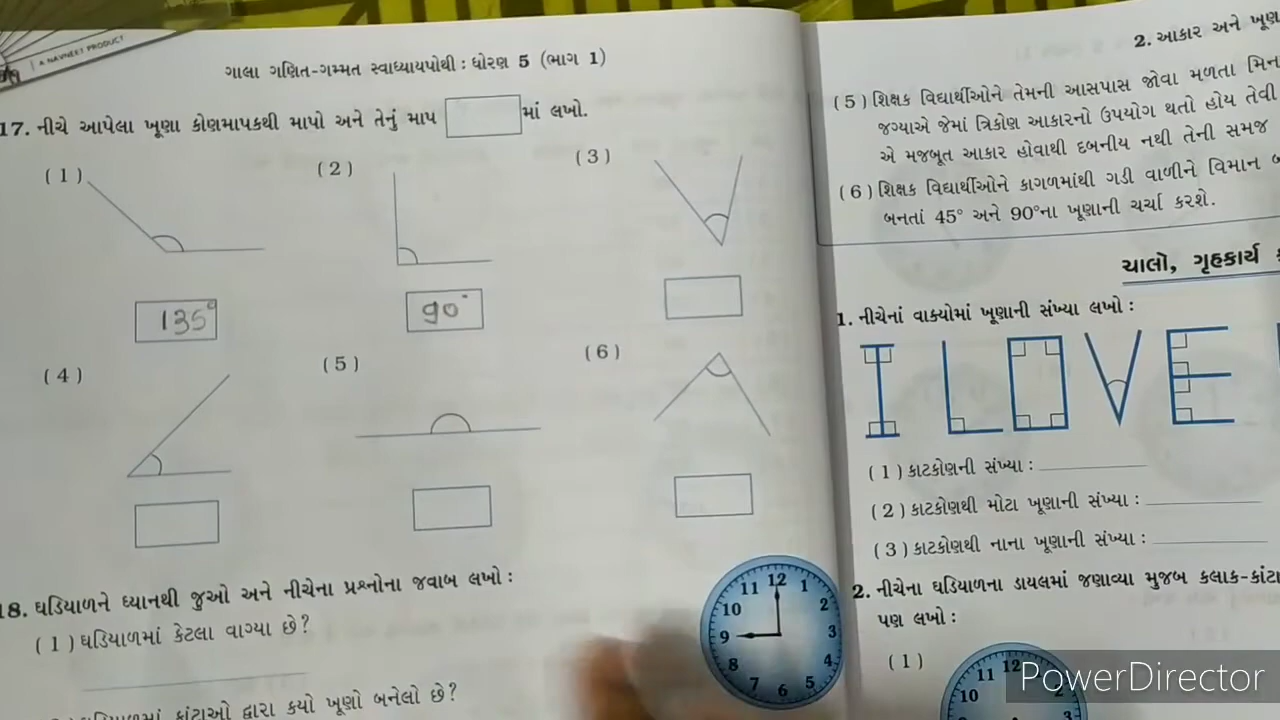 A NAVNEET PRODUCT
ગાલા ગણિત-ગમ્મત સ્વાધ્યાયપોથી : ધોરણ 5 (ભાગ 1)
17. નીચે આપેલા ખૂણા કોણમાપકથી માપો અને તેનું માપ માં લખો.
(1) (2) (3)
135° 90°
(4) (5) (6)
18. ઘડિયાળને ધ્યાનથી જુઓ અને નીચેના પ્રશ્નોના જવાબ લખો :
(1) ઘડિયાળમાં કેટલા વાગ્યા છે?
ઘડિયાળમાં કાંટાઓ દ્વારા કયો ખૂણો બનેલો છે?
12 1 2 3 4 5 6 7 8 9 10 11
2. આકાર અને
(5) શિક્ષક વિદ્યાર્થીઓને તેમની આસપાસ જોવા મળતા
જગ્યાએ જેમાં ત્રિકોણ આકારનો ઉપયોગ થતો હોય તેવી
એ મજબૂત આકાર હોવાથી દબનીય નથી તેની સમજ
(6) શિક્ષક વિદ્યાર્થીઓને કાગળમાંથી ગડી વાળીને વિમાન
બનતાં 45° અને 90°ના ખૂણાની ચર્ચા કરશે.
ચાલો, ગૃહકાર્ય
1. નીચેનાં વાક્યોમાં ખૂણાની સંખ્યા લખો :
I LOVE
(1) કાટકોણની સંખ્યા :
(2) કાટકોણથી મોટા ખૂણાની સંખ્યા :
(3) કાટકોણથી નાના ખૂણાની સંખ્યા :
2. નીચેના ઘડિયાળના ડાયલમાં જણાવ્યા મુજબ કલાક-કાંટા
પણ લખો :
(1)
10 11 12 2 3
PowerDirector